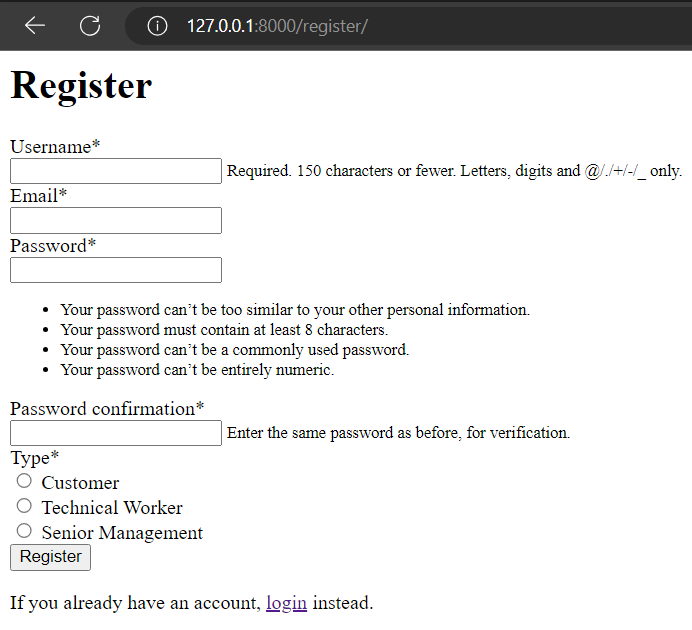 127.0.0.1:8000/register/
Register
Username*
Required. 150 characters or fewer. Letters, digits and @/./+/-/_ only.
Email*
Password*
• Your password can’t be too similar to your other personal information.
• Your password must contain at least 8 characters.
• Your password can’t be a commonly used password.
• Your password can’t be entirely numeric.
Password confirmation*
Enter the same password as before, for verification.
Type*
Customer
Technical Worker
Senior Management
Register
If you already have an account, login instead.